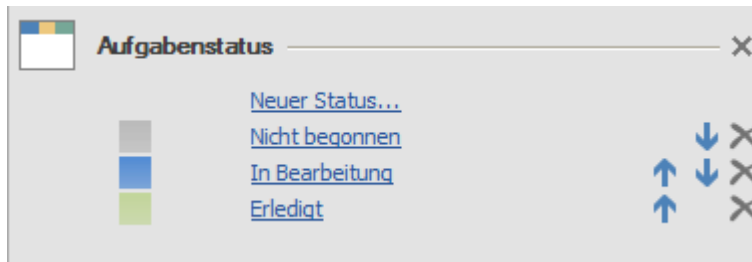 Aufgabenstatus
Neuer Status...
Nicht begonnen
In Bearbeitung
Erledigt